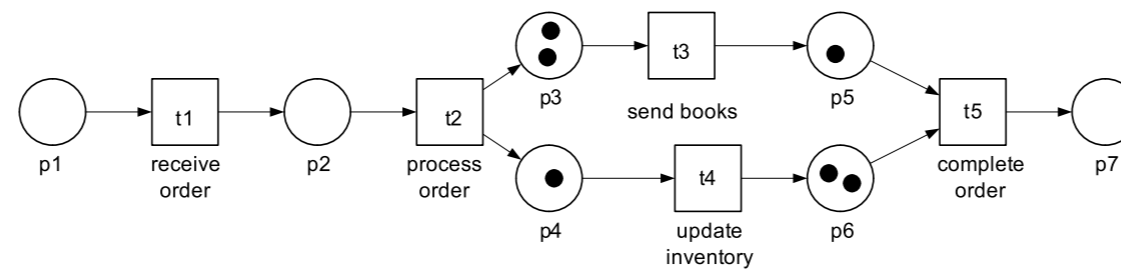 t1
t2
t3
t4
t5
p1
receive
order
p2
process
order
p3
p4
send books
update
inventory
p5
p6
complete
order
p7